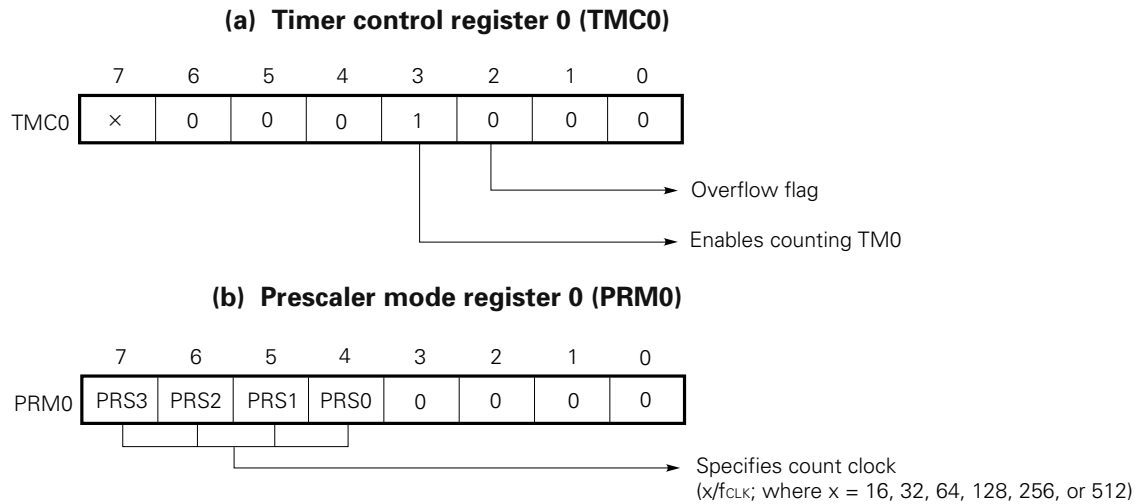 (a) Timer control register 0 (TMC0)
7 6 5 4 3 2 1 0
TMC0 × 0 0 0 1 0 0 0
Overflow flag
Enables counting TM0
(b) Prescaler mode register 0 (PRM0)
7 6 5 4 3 2 1 0
PRM0 PRS3 PRS2 PRS1 PRS0 0 0 0 0
Specifies count clock
(x/fCLK; where x = 16, 32, 64, 128, 256, or 512)